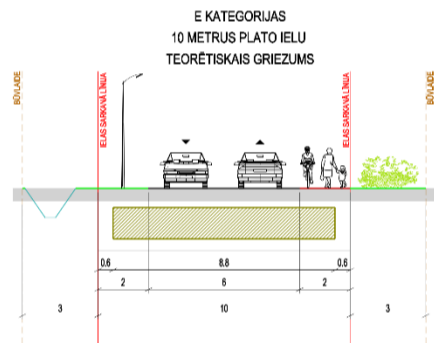 E KATEGORIJAS
10 METRUS PLATO IELU
TEORĒTISKAIS GRIEZUMS
BŪVLAIDE
IELAS SARKANĀ LĪNIJA
IELAS SARKANĀ LĪNIJA
BŪVLAIDE
0.6 8.8 0.6
2 6 2
3 10 3